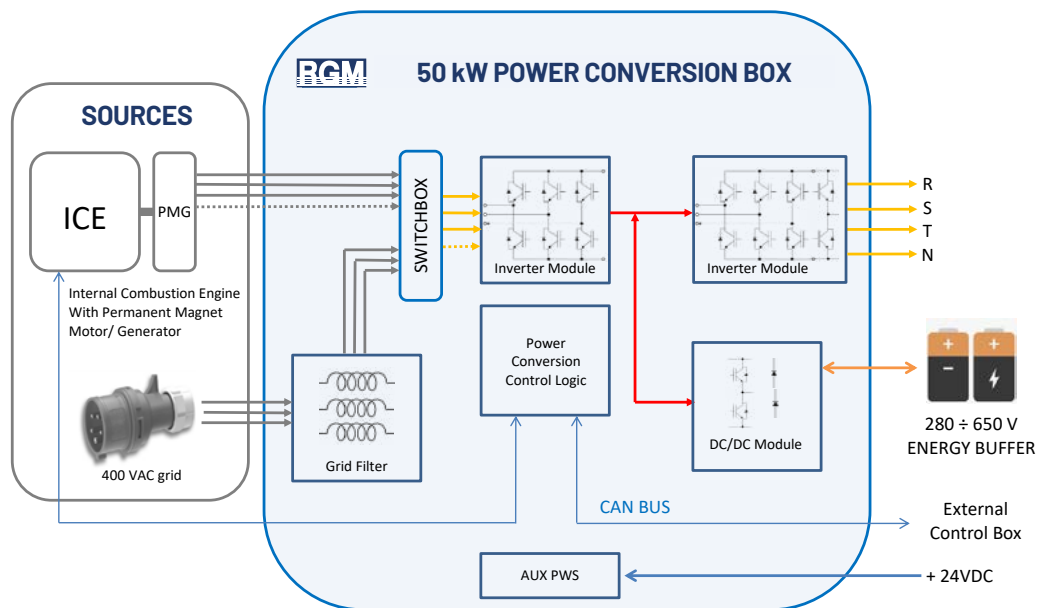 RGM
50 kW POWER CONVERSION BOX
SOURCES
ICE
PMG
SWITCHBOX
Inverter Module
Inverter Module
R
S
T
N
Internal Combustion Engine
With Permanent Magnet
Motor/ Generator
Power
Conversion
Control Logic
DC/DC Module
280 ÷ 650 V
ENERGY BUFFER
Grid Filter
400 VAC grid
CAN BUS
External
Control Box
AUX PWS
+ 24VDC